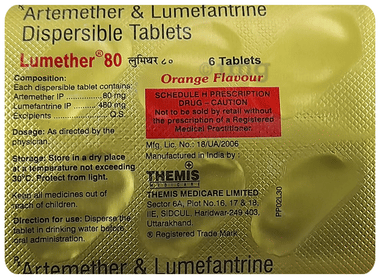 Artemether & Lumefantrine
Dispersible Tablets
Lumether® 80 लुमिथर ८० 6 Tablets
Orange Flavour
Composition:
Each dispersible tablet contains:
Artemether IP ................ 80 mg
Lumefantrine IP ............ 480 mg
Excipients ..................... Q.S.
Dosage: As directed by the
physician.
Storage: Store in a dry place
at a temperature not exceeding
30°C. Protect from light.
Keep all medicines out of
reach of children.
Direction for use: Disperse the
tablet in drinking water before
oral administration.
SCHEDULE H PRESCRIPTION
DRUG – CAUTION
Not to be sold by retail without
the prescription of a Registered
Medical Practitioner.
Mfg. Lic. No.: 18/UA/2006
Manufactured in India by
THEMIS
MEDICARE
THEMIS MEDICARE LIMITED.
Sector 6A, Plot No.16, 17 & 18,
IIE, SIDCUL, Haridwar-249 403.
Uttarakhand.
® Registered Trade Mark
PP02L30
Artemether & Lumefantrine